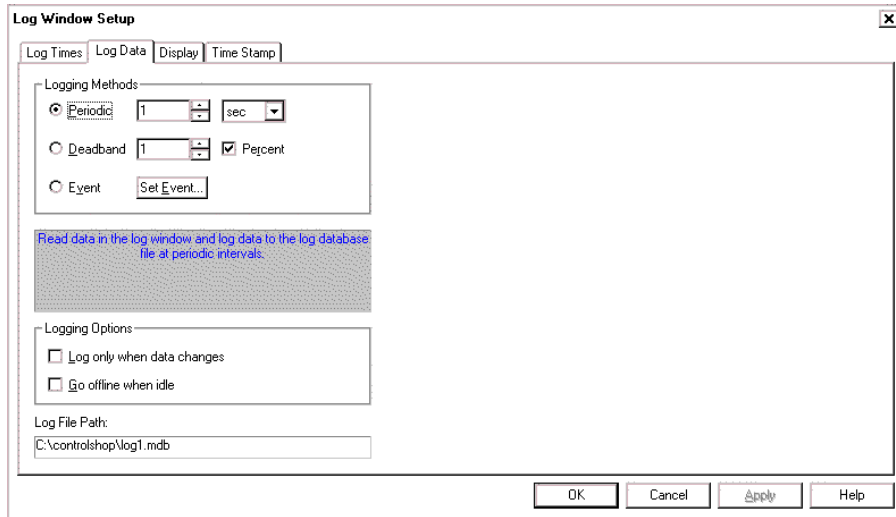 Log Window Setup
Log Times Log Data Display Time Stamp
Logging Methods
Periodic 1 sec
Deadband 1 Percent
Event Set Event...
Read data in the log window and log data to the log database
file at periodic intervals.
Logging Options
Log only when data changes
Go offline when idle
Log File Path:
C:\controlshop\log1.mdb
OK Cancel Apply Help